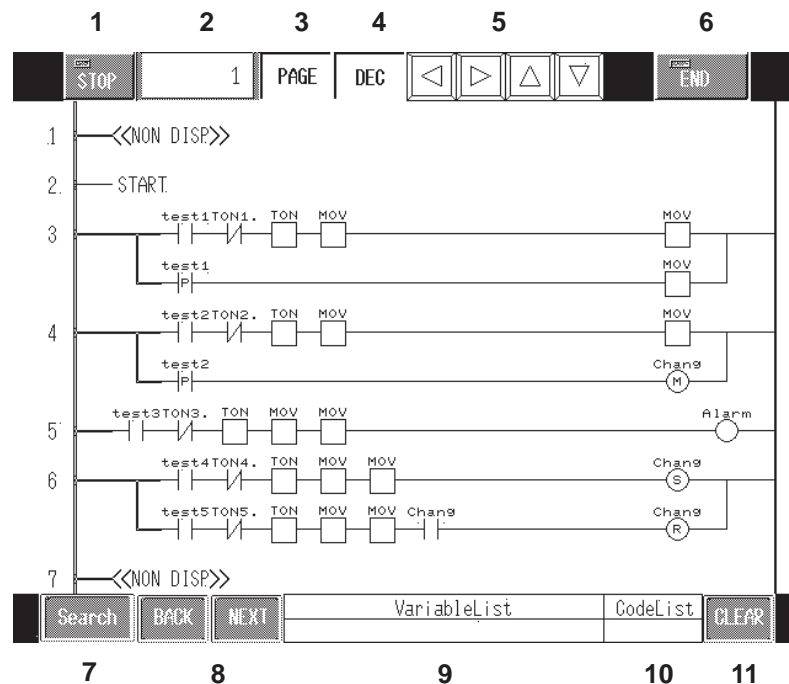 1 2 3 4 5 6
STOP 1 PAGE DEC END
1 <<NON DISP.>>
2. START.
test1TON1. TON MOV MOV
3
test1 MOV
P
test2TON2. TON MOV MOV
4
test2 Chang
P M
test3TON3. TON MOV MOV Alarm
5
test4TON4. TON MOV MOV Chang
6 S
test5TON5. TON MOV MOV Chang Chang
R
7 <<NON DISP.>>
Search BACK NEXT VariableList CodeList CLEAR
7 8 9 10 11